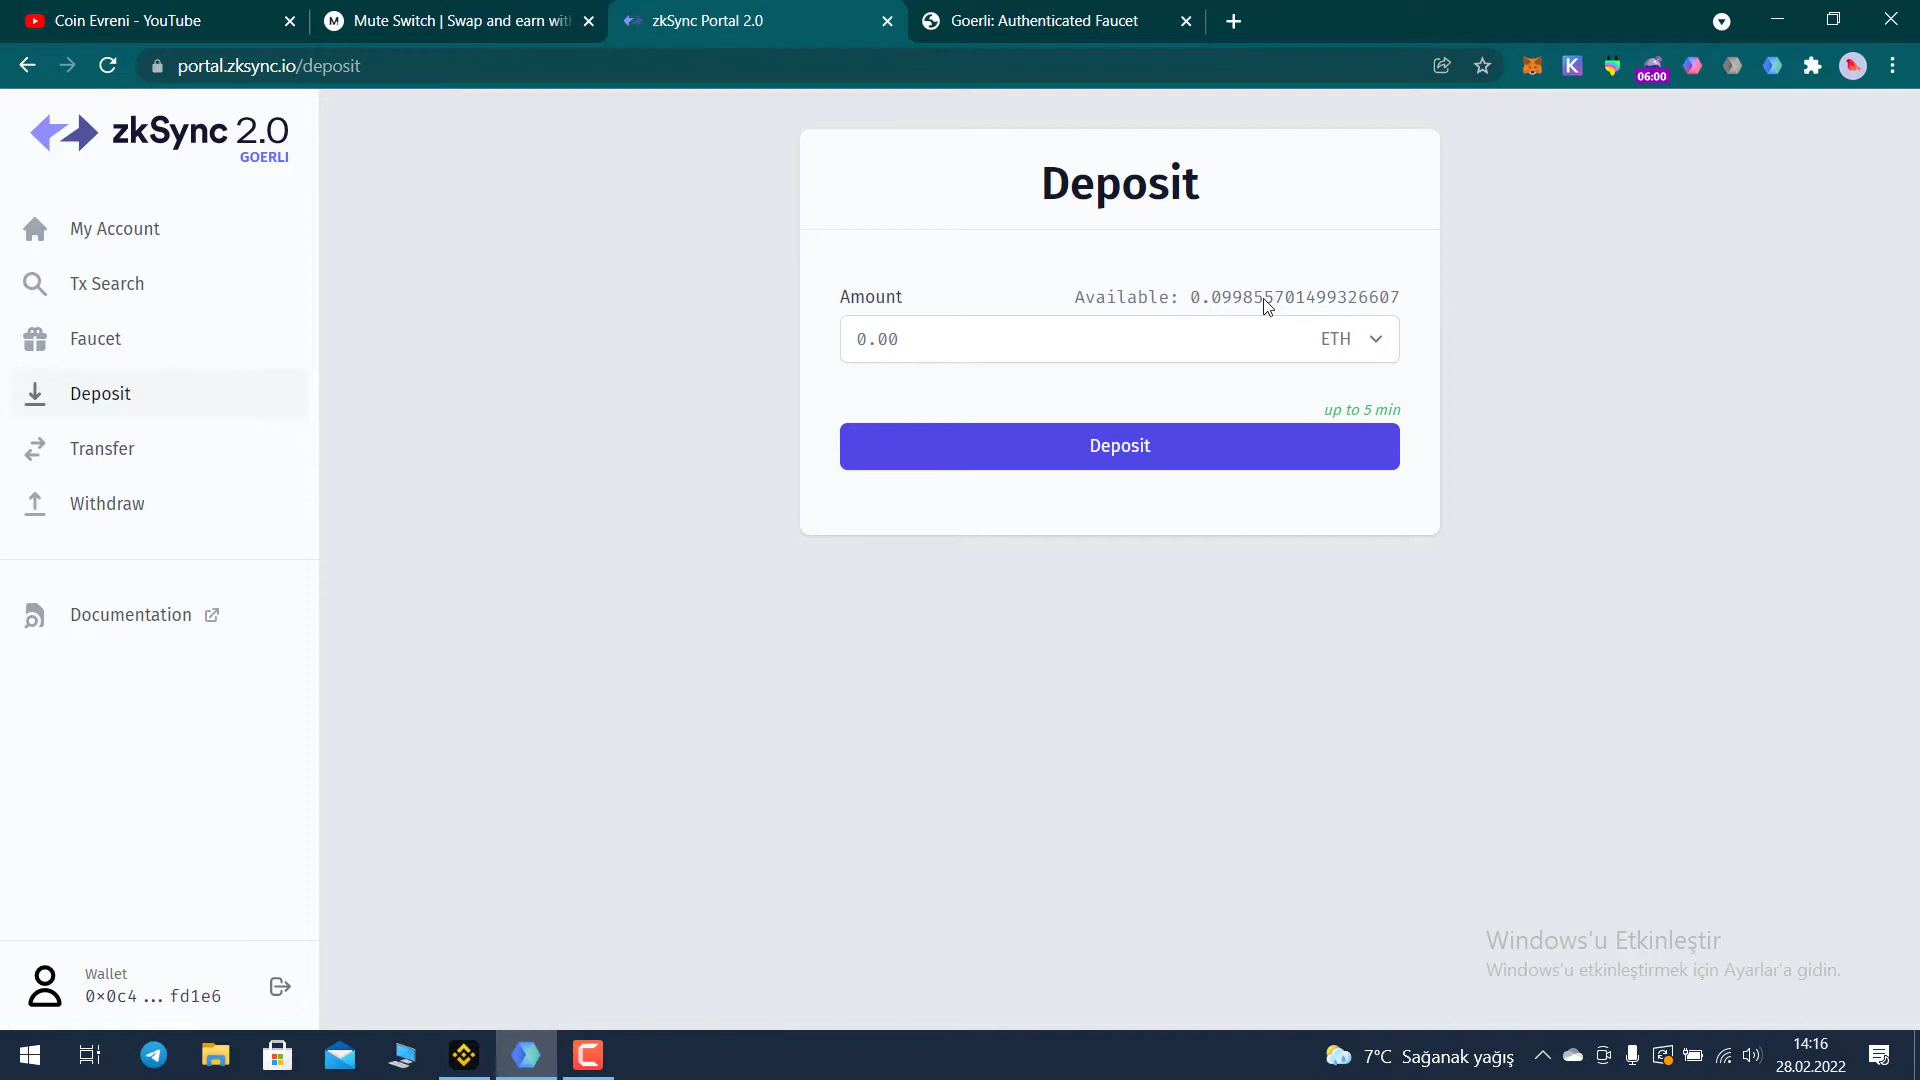 Coin Evreni - YouTube
Mute Switch | Swap and earn wit
zkSync Portal 2.0
Goerli: Authenticated Faucet
portal.zksync.io/deposit
K
06:00
zkSync 2.0
GOERLI
My Account
Tx Search
Faucet
Deposit
Transfer
Withdraw
Documentation
Deposit
Amount
Available: 0.099855701499326607
0.00
ETH
up to 5 min
Deposit
Windows'u Etkinleştir
Windows'u etkinleştirmek için Ayarlar'a gidin.
Wallet
0×0c4 ... fd1e6
7°C Sağanak yağış
14:16
28.02.2022